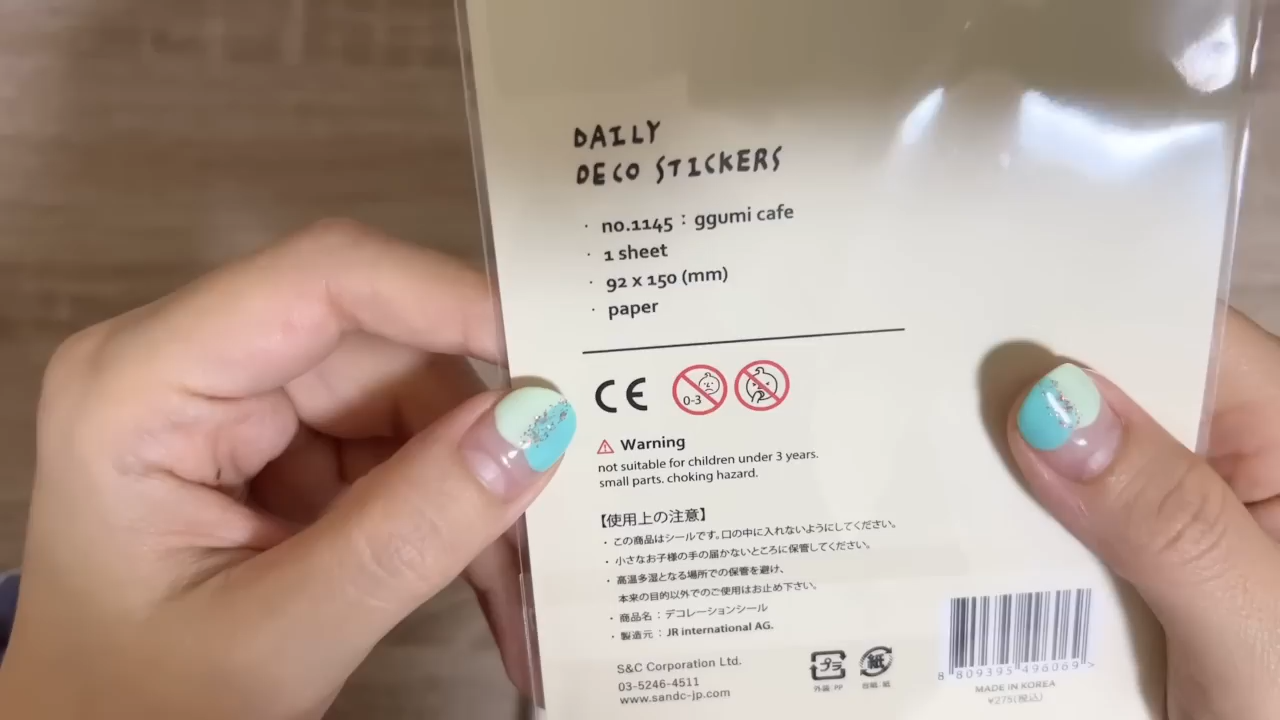 DAILY
DECO STICKERS
· no.1145 : ggumi cafe
· 1 sheet
· 92 x 150 (mm)
· paper
CE
0-3
Warning
not suitable for children under 3 years.
small parts. choking hazard.
【使用上の注意】
・この商品はシールです。口の中に入れないようにしてください。
・小さなお子様の手の届かないところに保管してください。
・高温多湿となる場所での保管を避け、
本来の目的以外でのご使用はお止め下さい。
・商品名：デコレーションシール
・製造元：JR international AG.
S&C Corporation Ltd.
03-5246-4511
www.sandc-jp.com
プラ
外装: PP
紙
台紙: 紙
8 809395 496069 >
MADE IN KOREA
¥275(税込)